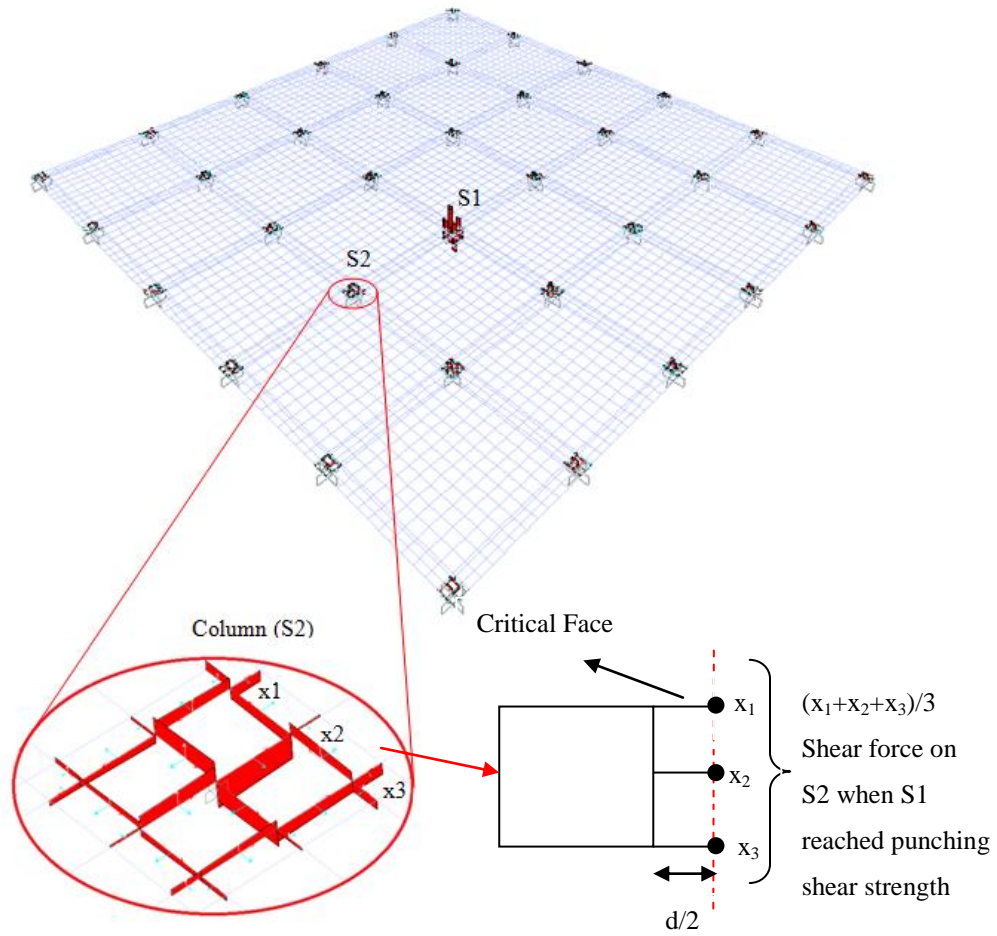 S1
S2
Column (S2)
x1
x2
x3
Critical Face
x₁
x₂
x₃
d/2
(x₁+x₂+x₃)/3
Shear force on
S2 when S1
reached punching
shear strength